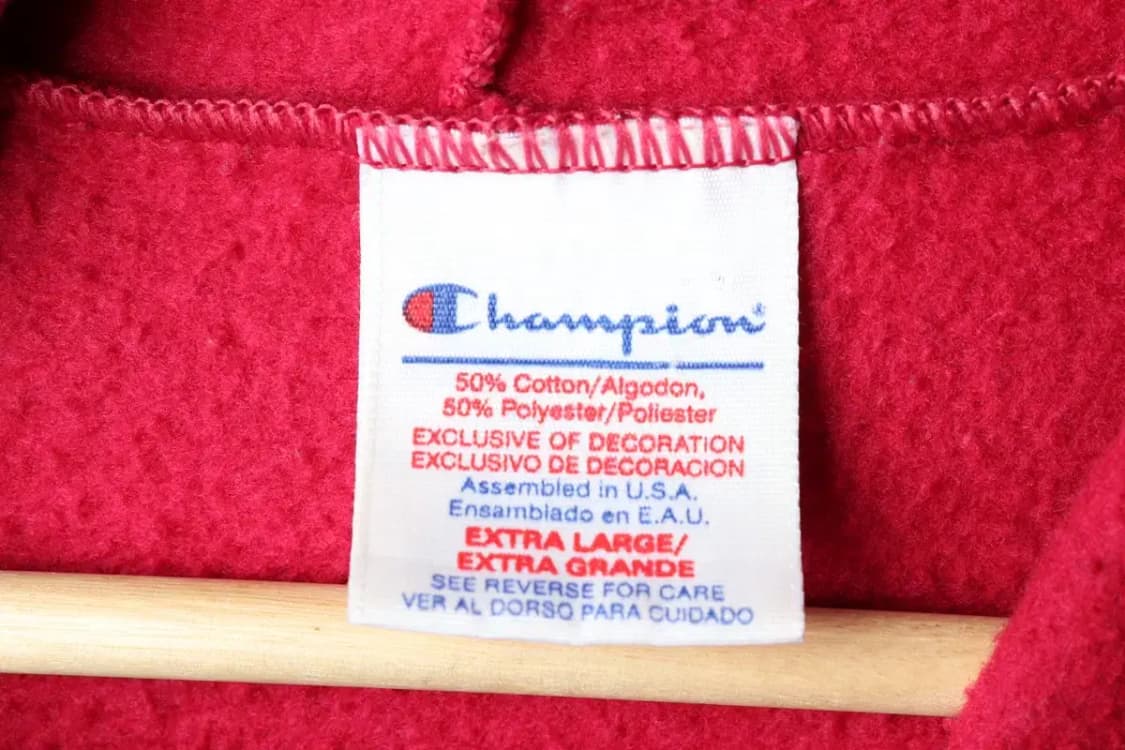 Champion®
50% Cotton/Algodon,
50% Polyester/Poliester
EXCLUSIVE OF DECORATION
EXCLUSIVO DE DECORACION
Assembled in U.S.A.
Ensamblado en E.A.U.
EXTRA LARGE/
EXTRA GRANDE
SEE REVERSE FOR CARE
VER AL DORSO PARA CUIDADO